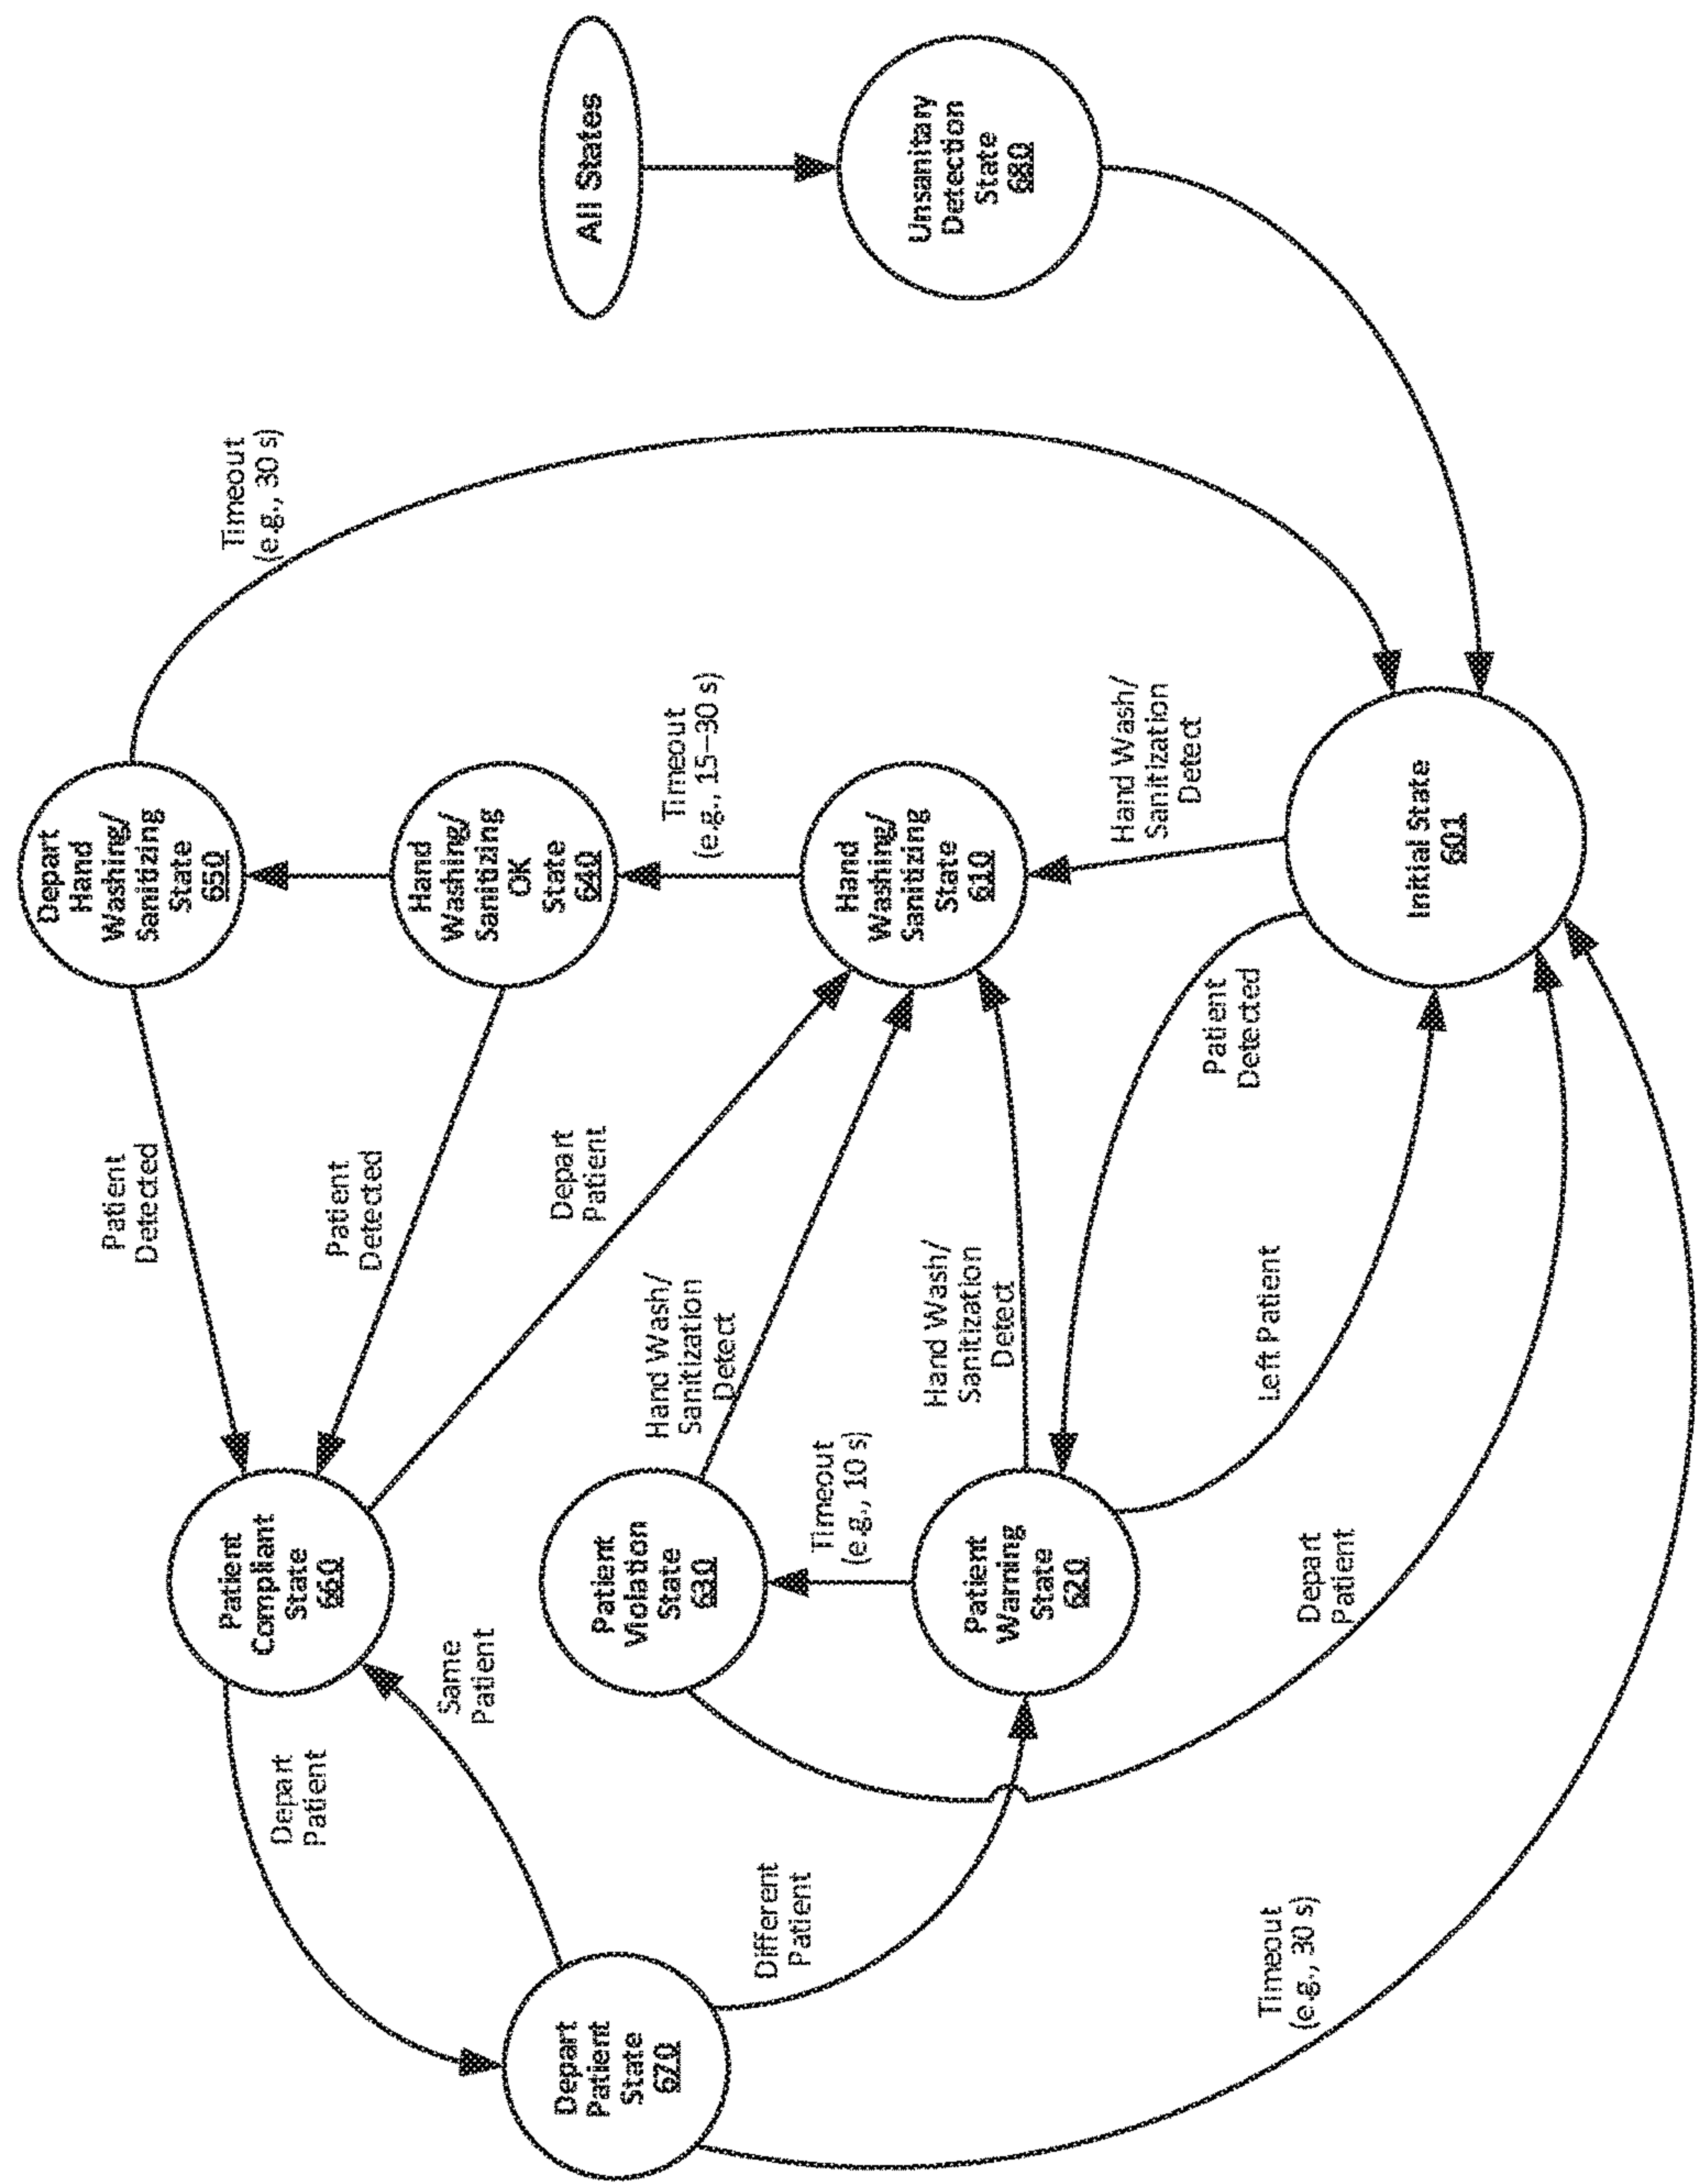 Depart
Patient
State
670
Depart
Patient
Same
Patient
Different
Patient
Timeout
(e.g., 30 s)
Patient
Compliant
State
660
Patient
Violation
State
630
Timeout
(e.g., 10 s)
Patient
Warning
State
620
Depart
Patient
Patient
Detected
Patient
Detected
Depart
Patient
Hand Wash/
Sanitization
Detect
Hand Wash/
Sanitization
Detect
Left Patient
Patient
Detected
Depart
Hand
Washing/
Sanitizing
State
650
Hand
Washing/
Sanitizing
OK
State
640
Timeout
(e.g., 15–30 s)
Hand
Washing/
Sanitizing
State
610
Hand Wash/
Sanitization
Detect
Initial State
601
Timeout
(e.g., 30 s)
All States
Unsanitary
Detection
State
680